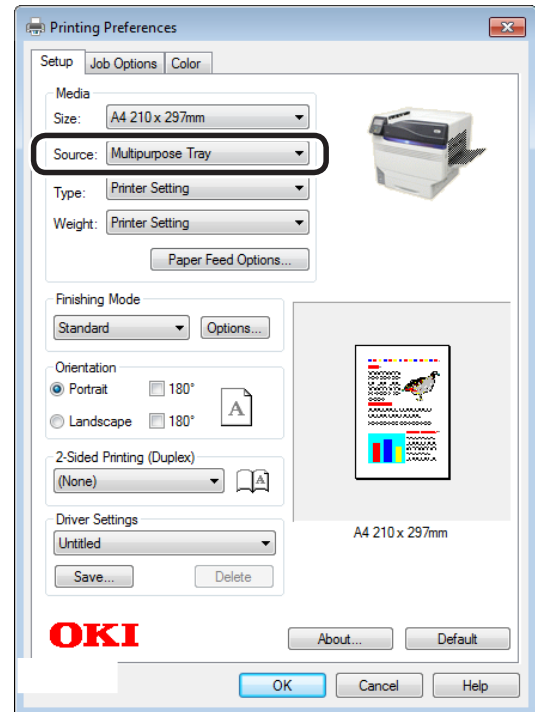 Printing Preferences
Setup Job Options Color
Media
Size: A4 210 x 297mm
Source: Multipurpose Tray
Type: Printer Setting
Weight: Printer Setting
Paper Feed Options...
Finishing Mode
Standard Options...
Orientation
Portrait 180°
A
Landscape 180°
2-Sided Printing (Duplex)
(None) A
Driver Settings
Untitled
A4 210 x 297mm
Save... Delete
OKI About... Default
OK Cancel Help